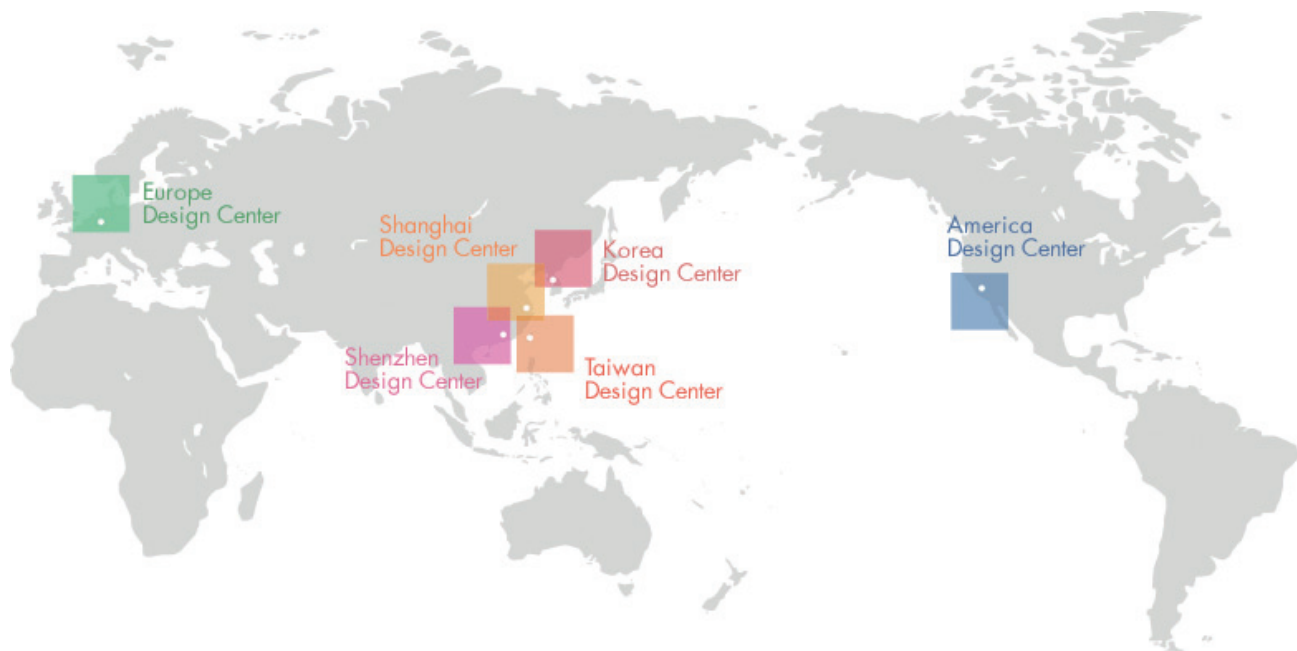 Europe
Design Center
Shanghai
Design Center
Korea
Design Center
America
Design Center
Shenzhen
Design Center
Taiwan
Design Center